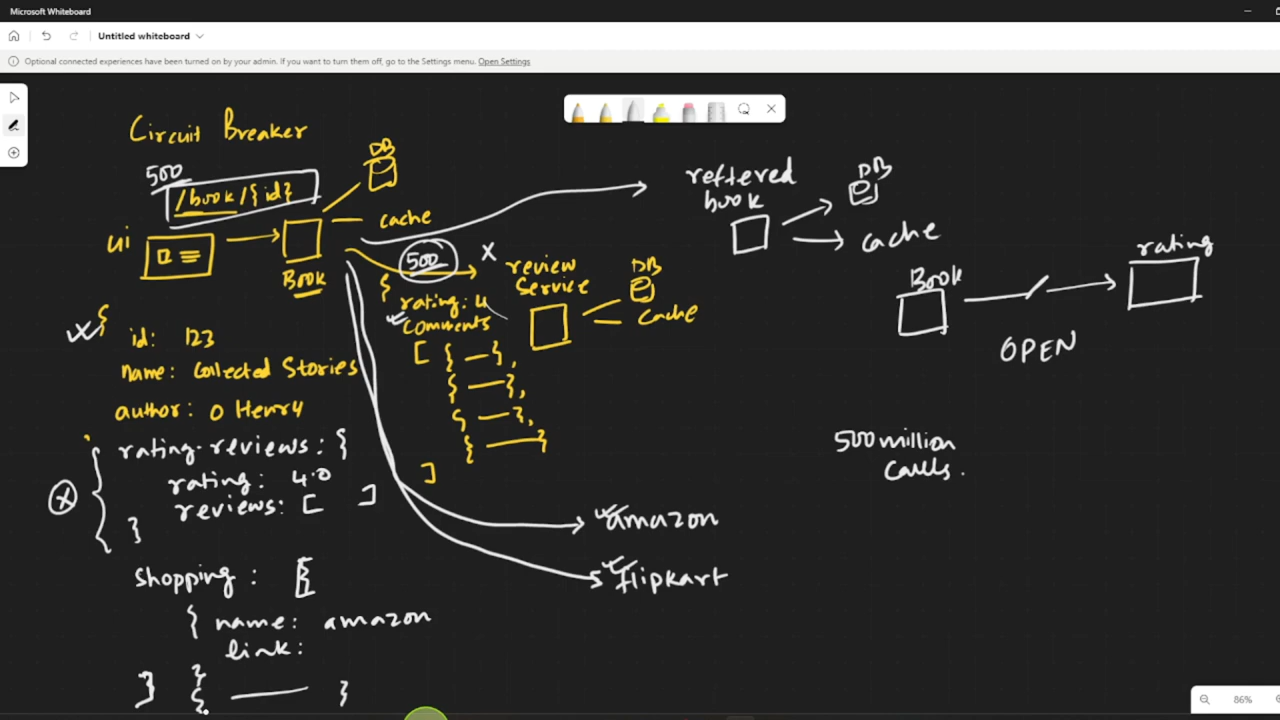 Microsoft Whiteboard
Untitled whiteboard
Optional connected experiences have been turned on by your admin. If you want to turn them off, go to the Settings menu. Open Settings
Circuit Breaker
500
/book/{id}
DB
cache
ui
Book
500
X
{
rating: 4
comments
[ { — },
{ — },
{ — },
{ — }
]
review
Service
DB
cache
reffered
book
DB
cache
Book
rating
OPEN
500 million
calls.
{
id: 123
name: Collected Stories
author: O Henry
rating-reviews: {
rating: 4.0
reviews: [ ]
}
X
shopping: [
{ name: amazon
link:
}
{ — }
}
amazon
flipkart
86%